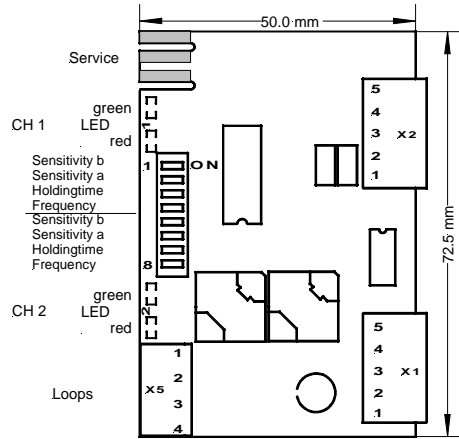 50.0 mm
Service
green
CH 1 LED 1
red
Sensitivity b 1 ON
Sensitivity a
Holdingtime
Frequency
Sensitivity b
Sensitivity a
Holdingtime
Frequency 8
green
CH 2 LED 2
red
Loops
X5
1
2
3
4
5
4
3
2
1
X2
72.5 mm
5
4
3
2
1
X1